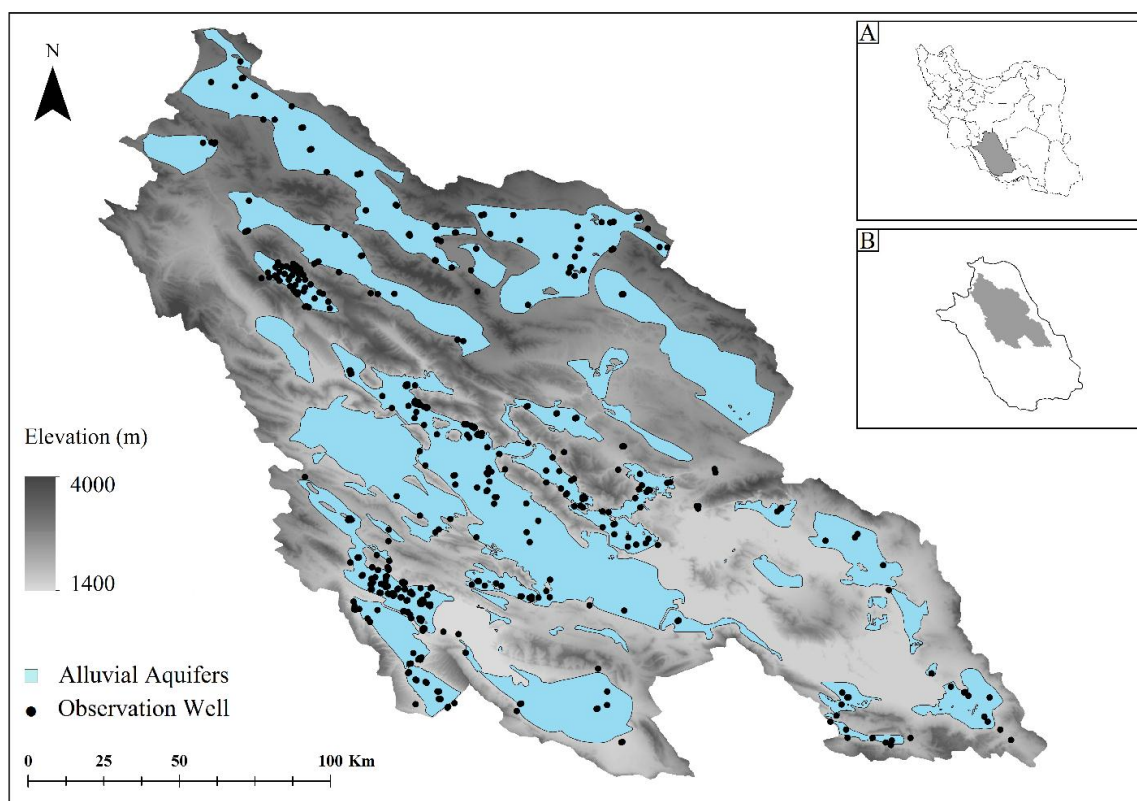 N
A
B
Elevation (m)
4000
1400
Alluvial Aquifers
Observation Well
0 25 50 100 Km